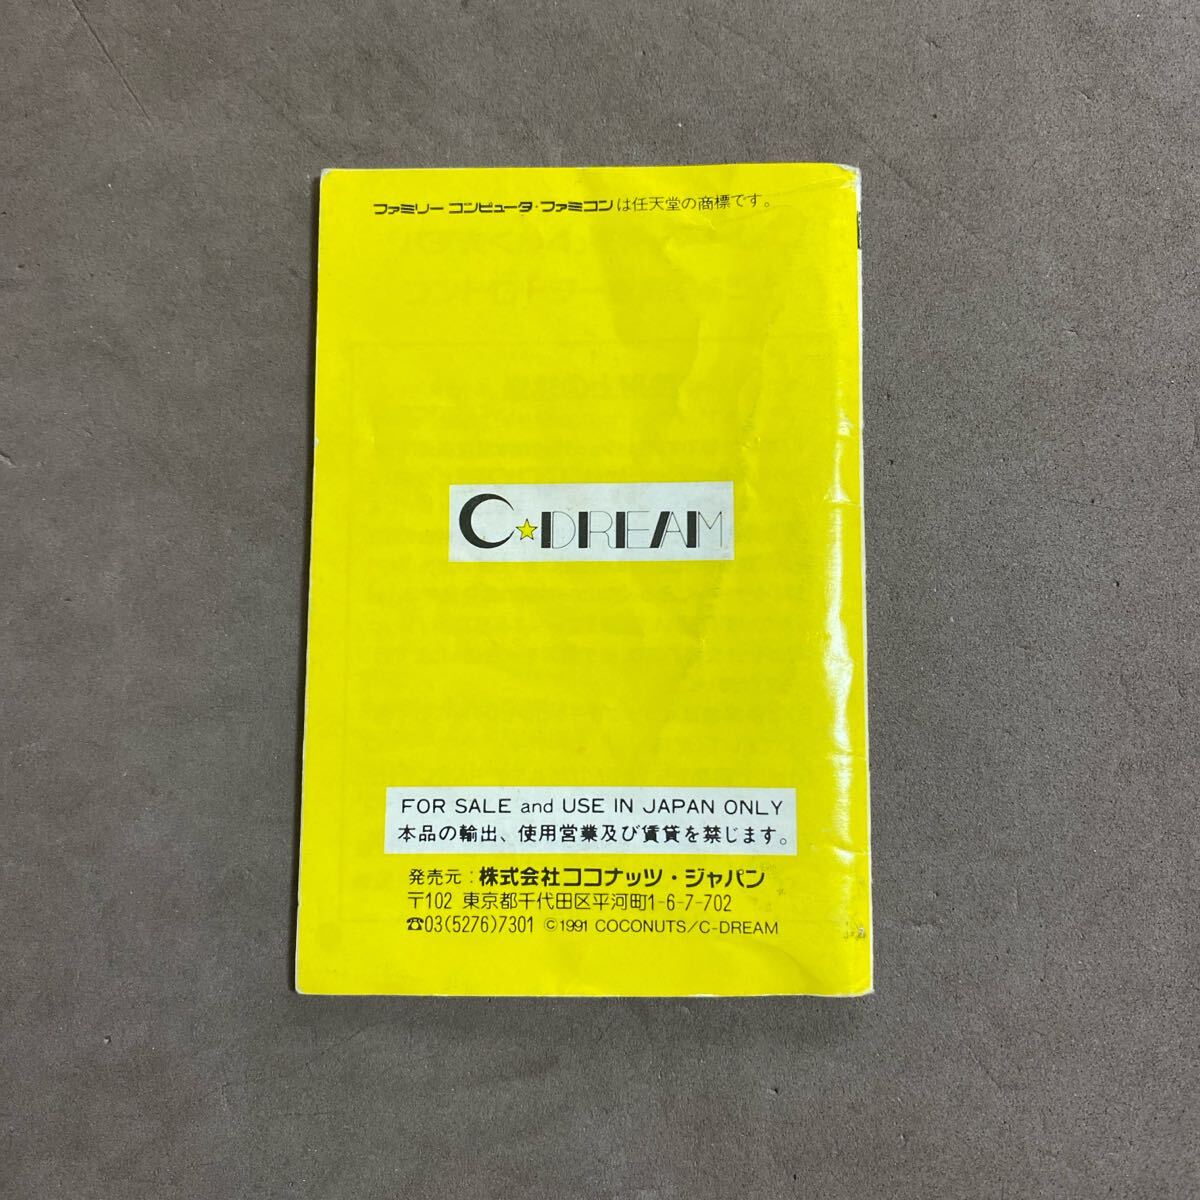 ファミリー コンピュータ・ファミコンは任天堂の商標です。
C★DREAM
FOR SALE and USE IN JAPAN ONLY
本品の輸出、使用営業及び賃貸を禁じます。
発売元：株式会社ココナッツ・ジャパン
〒102 東京都千代田区平河町1-6-7-702
☎03(5276)7301 ©1991 COCONUTS/C-DREAM